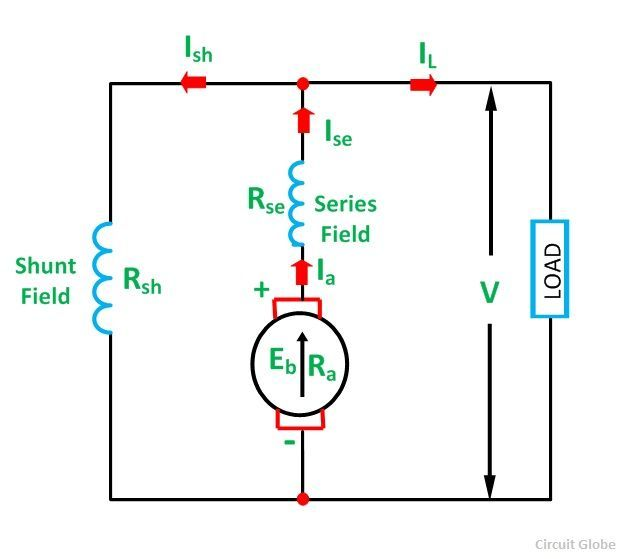 Ish
IL
Ise
Rse
Series
Field
Shunt
Field
Rsh
Ia
+
Eb
Ra
-
V
LOAD
Circuit Globe